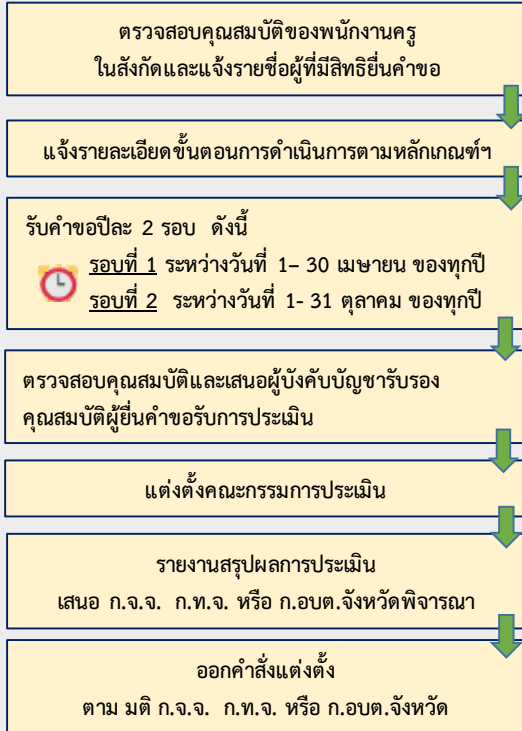 ตรวจสอบคุณสมบัติของพนักงานครู
ในสังกัดและแจ้งรายชื่อผู้ที่มีสิทธิยื่นคำขอ
แจ้งรายละเอียดขั้นตอนการดำเนินการตามหลักเกณฑ์ฯ
รับคำขอปีละ 2 รอบ ดังนี้
รอบที่ 1 ระหว่างวันที่ 1– 30 เมษายน ของทุกปี
รอบที่ 2 ระหว่างวันที่ 1- 31 ตุลาคม ของทุกปี
ตรวจสอบคุณสมบัติและเสนอผู้บังคับบัญชารับรอง
คุณสมบัติผู้ยื่นคำขอรับการประเมิน
แต่งตั้งคณะกรรมการประเมิน
รายงานสรุปผลการประเมิน
เสนอ ก.จ.จ. ก.ท.จ. หรือ ก.อบต.จังหวัดพิจารณา
ออกคำสั่งแต่งตั้ง
ตาม มติ ก.จ.จ. ก.ท.จ. หรือ ก.อบต.จังหวัด